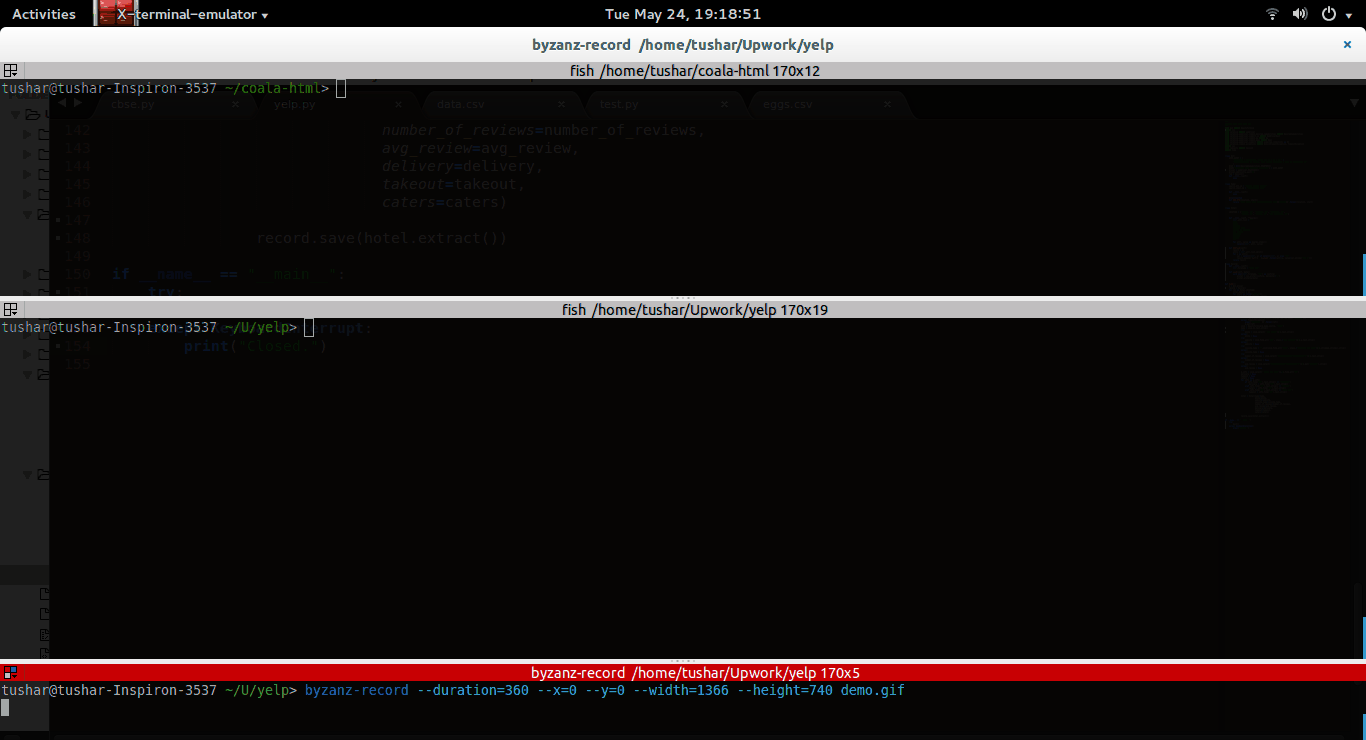 Activities X-terminal-emulator Tue May 24, 19:18:51
byzanz-record /home/tushar/Upwork/yelp ×
fish /home/tushar/coala-html 170x12
tushar@tushar-Inspiron-3537 ~/coala-html>
cbse.py × yelp.py × data.csv × test.py × eggs.csv ×
142 number_of_reviews=number_of_reviews,
143 avg_review=avg_review,
144 delivery=delivery,
145 takeout=takeout,
146 caters=caters)
147
148 record.save(hotel.extract())
149
150 if __name__ == "__main__":
151 try:
fish /home/tushar/Upwork/yelp 170x19
tushar@tushar-Inspiron-3537 ~/U/yelp> errupt:
154 print("Closed.")
155
byzanz-record /home/tushar/Upwork/yelp 170x5
tushar@tushar-Inspiron-3537 ~/U/yelp> byzanz-record --duration=360 --x=0 --y=0 --width=1366 --height=740 demo.gif